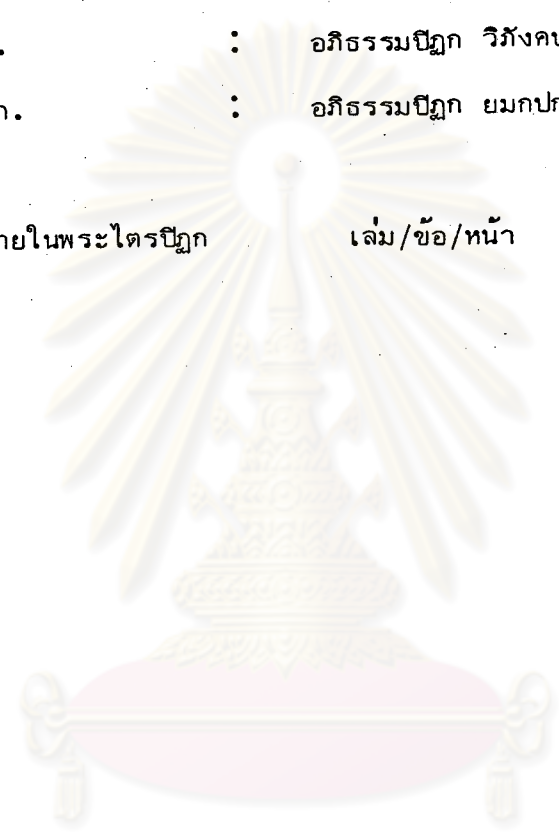 : อภิธรรมปิฎก วิภังค
ก. : อภิธรรมปิฎก ยมกป
ายในพระไตรปิฎก เล่ม/ข้อ/หน้า